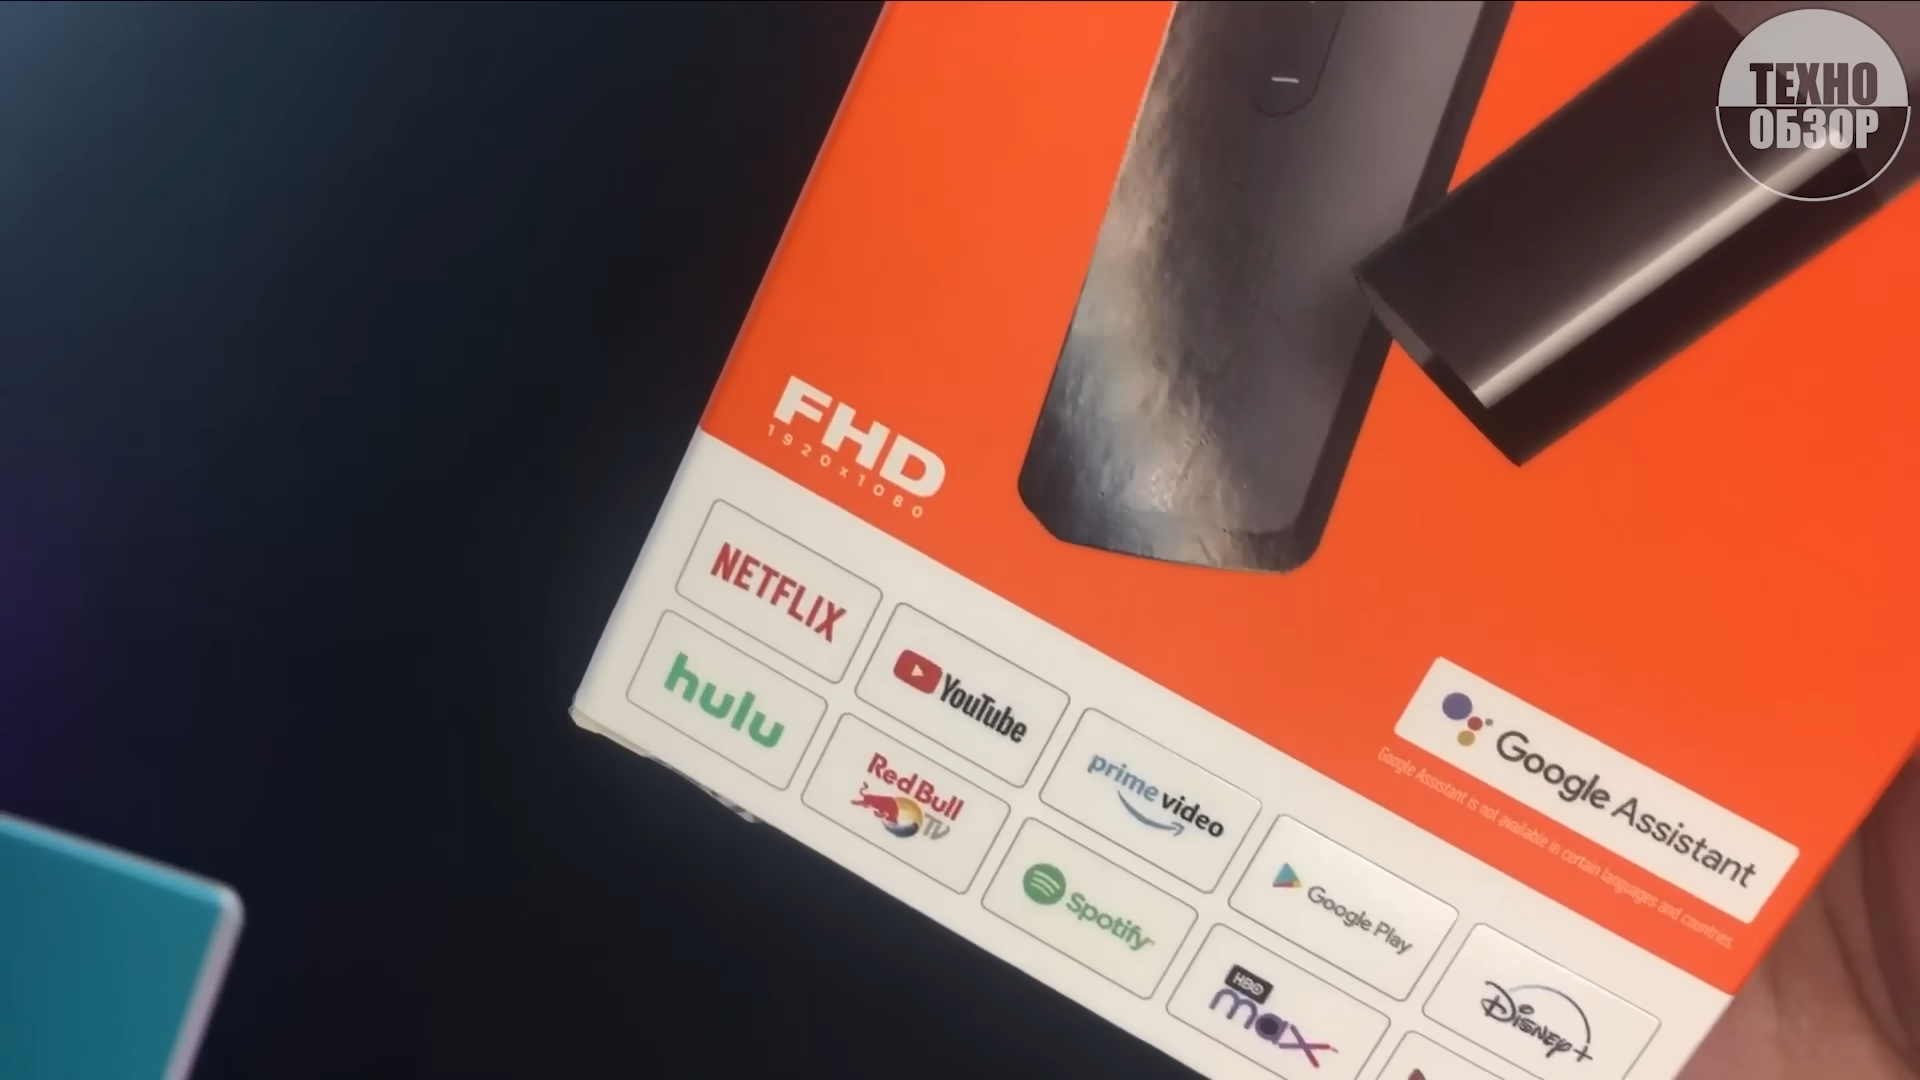 ТЕХНО
ОБЗОР
FHD
1920x1080
NETFLIX
YouTube
prime video
Google Play
Disney+
hulu
Red Bull
TV
Spotify
HBO
max
Google Assistant
Google Assistant is not available in certain languages and countries.